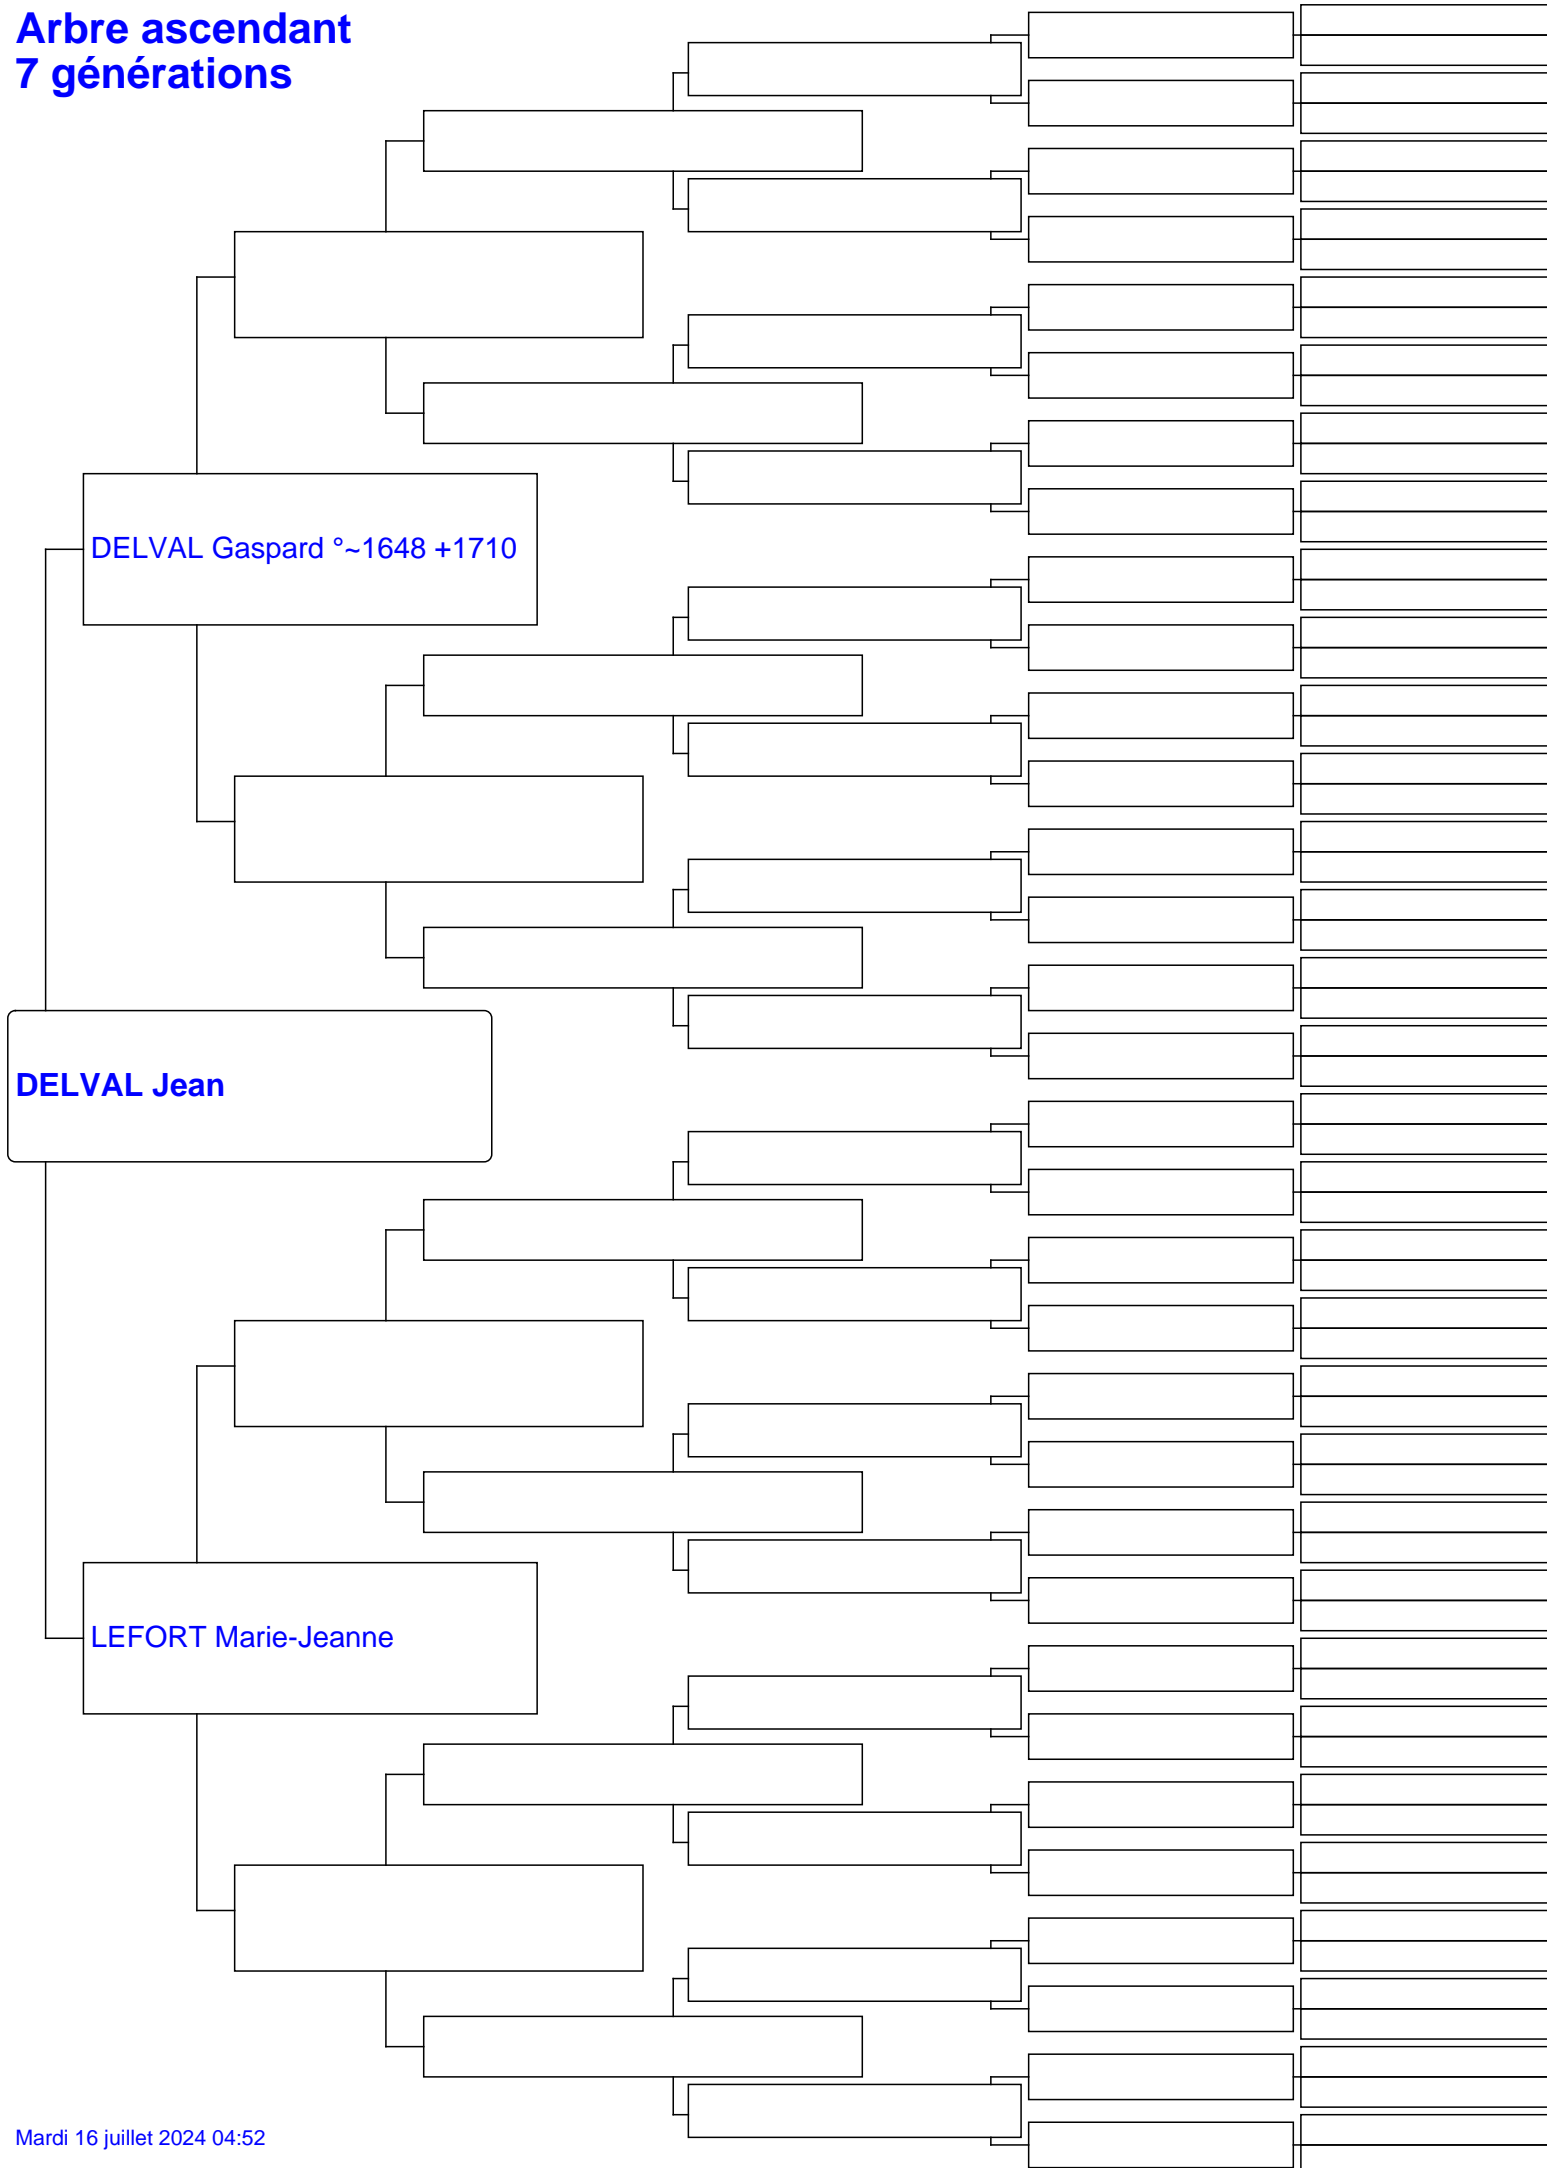 Arbre ascendant
7 générations
DELVAL Gaspard °~1648 +1710
DELVAL Jean
LEFORT Marie-Jeanne
Mardi 16 juillet 2024 04:52